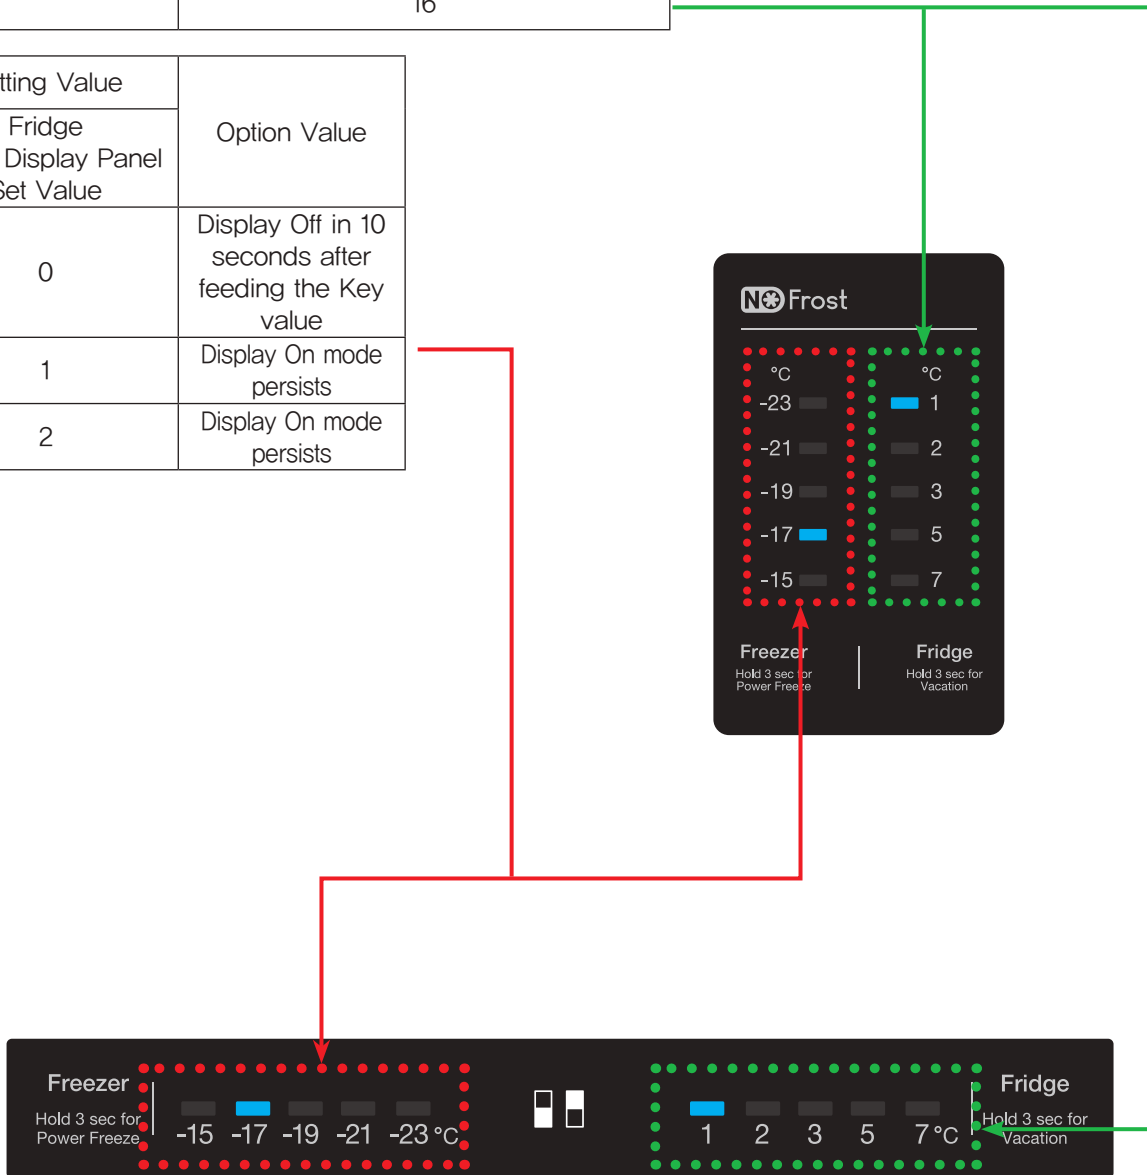 16
Setting Value
Fridge
Display Panel
Set Value
Option Value
0
Display Off in 10
seconds after
feeding the Key
value
1
Display On mode
persists
2
Display On mode
persists
NO Frost
°C °C
-23 1
-21 2
-19 3
-17 5
-15 7
Freezer
Hold 3 sec for
Power Freeze
Fridge
Hold 3 sec for
Vacation
Freezer
Hold 3 sec for
Power Freeze
-15 -17 -19 -21 -23 °C
1 2 3 5 7 °C
Fridge
Hold 3 sec for
Vacation